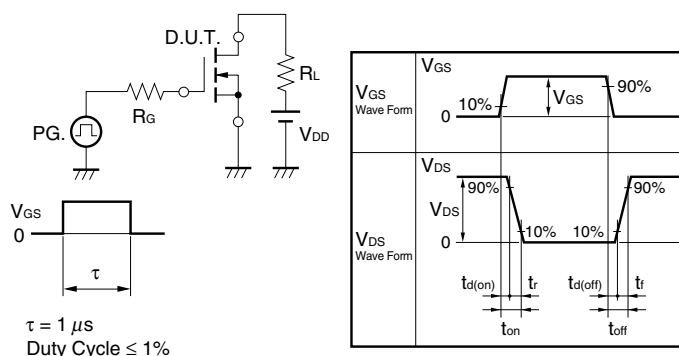 D.U.T.
RL
RG
PG.
VDD
VGS
0
τ
τ = 1 μs
Duty Cycle ≤ 1%
VGS
Wave Form
VGS
10%
VGS
90%
0
VDS
Wave Form
VDS
90%
VDS
10%
10%
90%
0
td(on) tr td(off) tf
ton toff